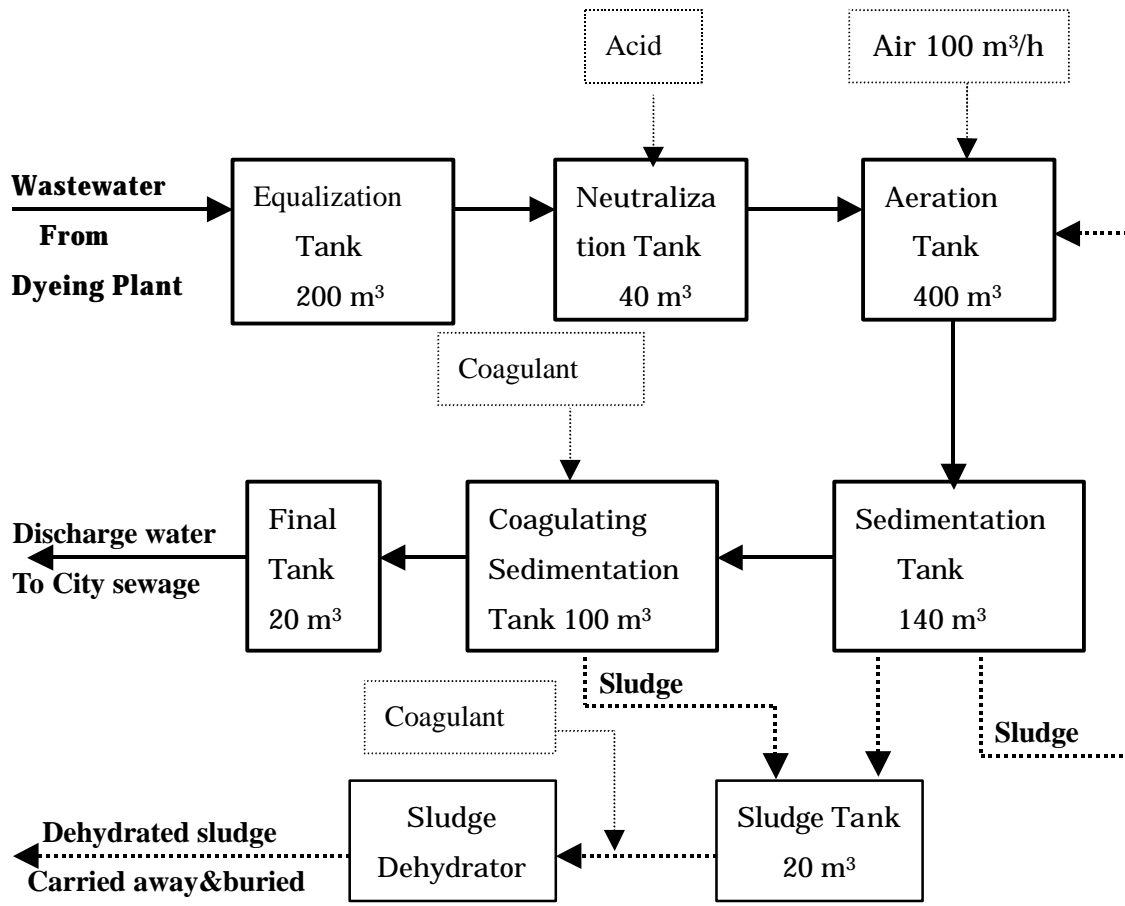 Acid
Air 100 m³/h
Wastewater
From
Dyeing Plant
Equalization
Tank
200 m³
Neutraliza
tion Tank
40 m³
Aeration
Tank
400 m³
Coagulant
Discharge water
To City sewage
Final
Tank
20 m³
Coagulating
Sedimentation
Tank 100 m³
Sedimentation
Tank
140 m³
Sludge
Coagulant
Sludge
Dehydrated sludge
Carried away&buried
Sludge
Dehydrator
Sludge Tank
20 m³